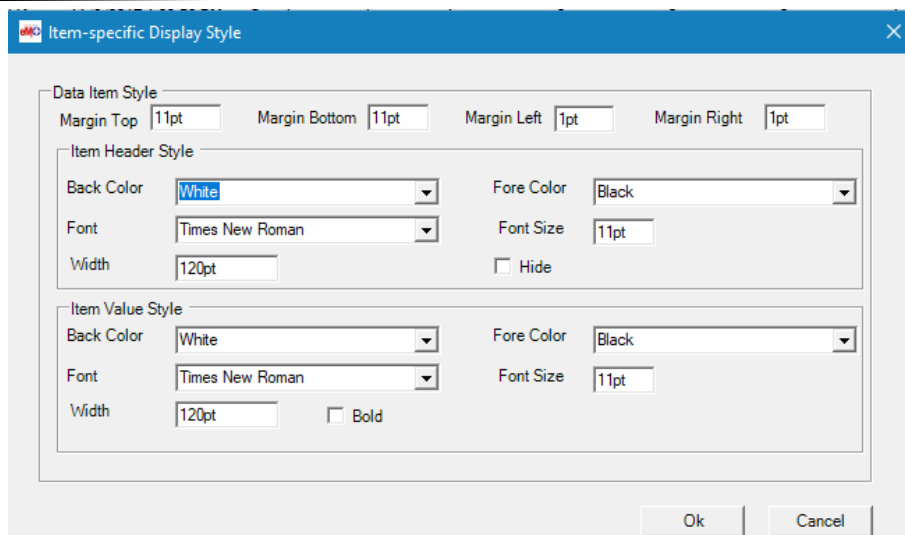 Item-specific Display Style
Data Item Style
Margin Top 11pt Margin Bottom 11pt Margin Left 1pt Margin Right 1pt
Item Header Style
Back Color White Fore Color Black
Font Times New Roman Font Size 11pt
Width 120pt Hide
Item Value Style
Back Color White Fore Color Black
Font Times New Roman Font Size 11pt
Width 120pt Bold
Ok Cancel